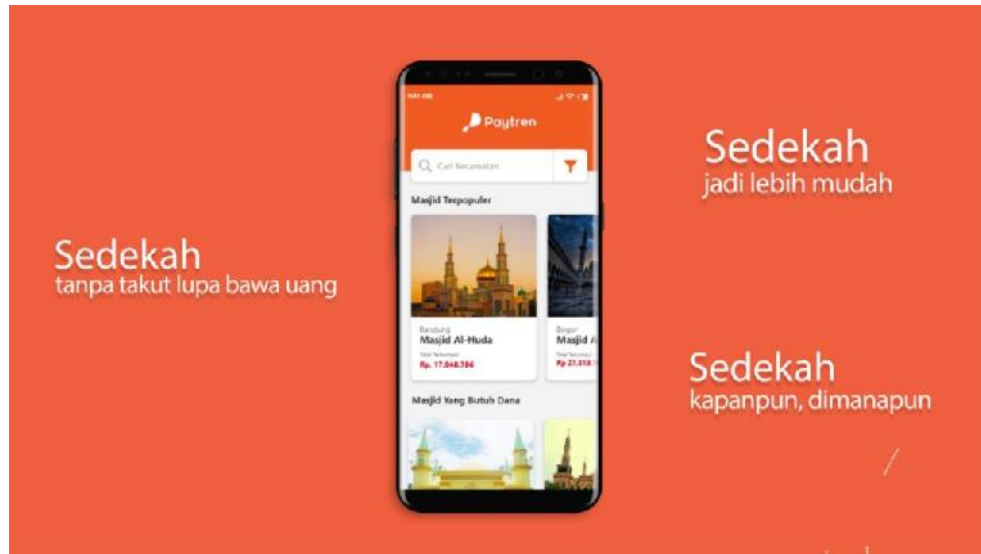 Sedekah
tanpa takut lupa bawa uang
Paytren
Cari Kecamatan
Masjid Terpopuler
Bandung
Masjid Al-Huda
Rp. 17.848.786
Bogor
Masjid A
Masjid Yang Butuh Dana
Sedekah
jadi lebih mudah
Sedekah
kapanpun, dimanapun